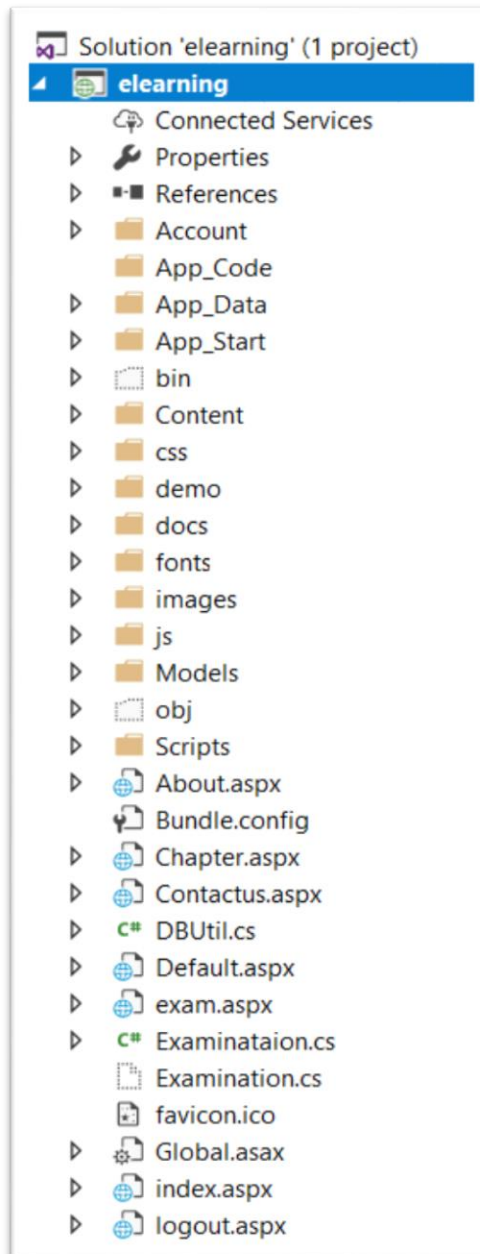 Solution 'elearning' (1 project)
elearning
Connected Services
Properties
References
Account
App_Code
App_Data
App_Start
bin
Content
css
demo
docs
fonts
images
js
Models
obj
Scripts
About.aspx
Bundle.config
Chapter.aspx
Contactus.aspx
C# DBUtil.cs
Default.aspx
exam.aspx
C# Examinataion.cs
Examination.cs
favicon.ico
Global.asax
index.aspx
logout.aspx